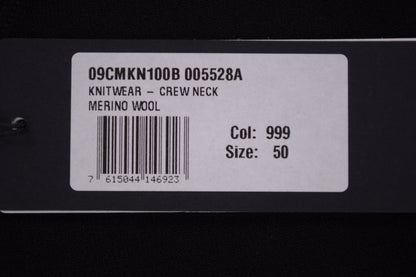 09CMKN100B 005528A
KNITWEAR – CREW NECK
MERINO WOOL
Col: 999
Size: 50
7 615044 146923